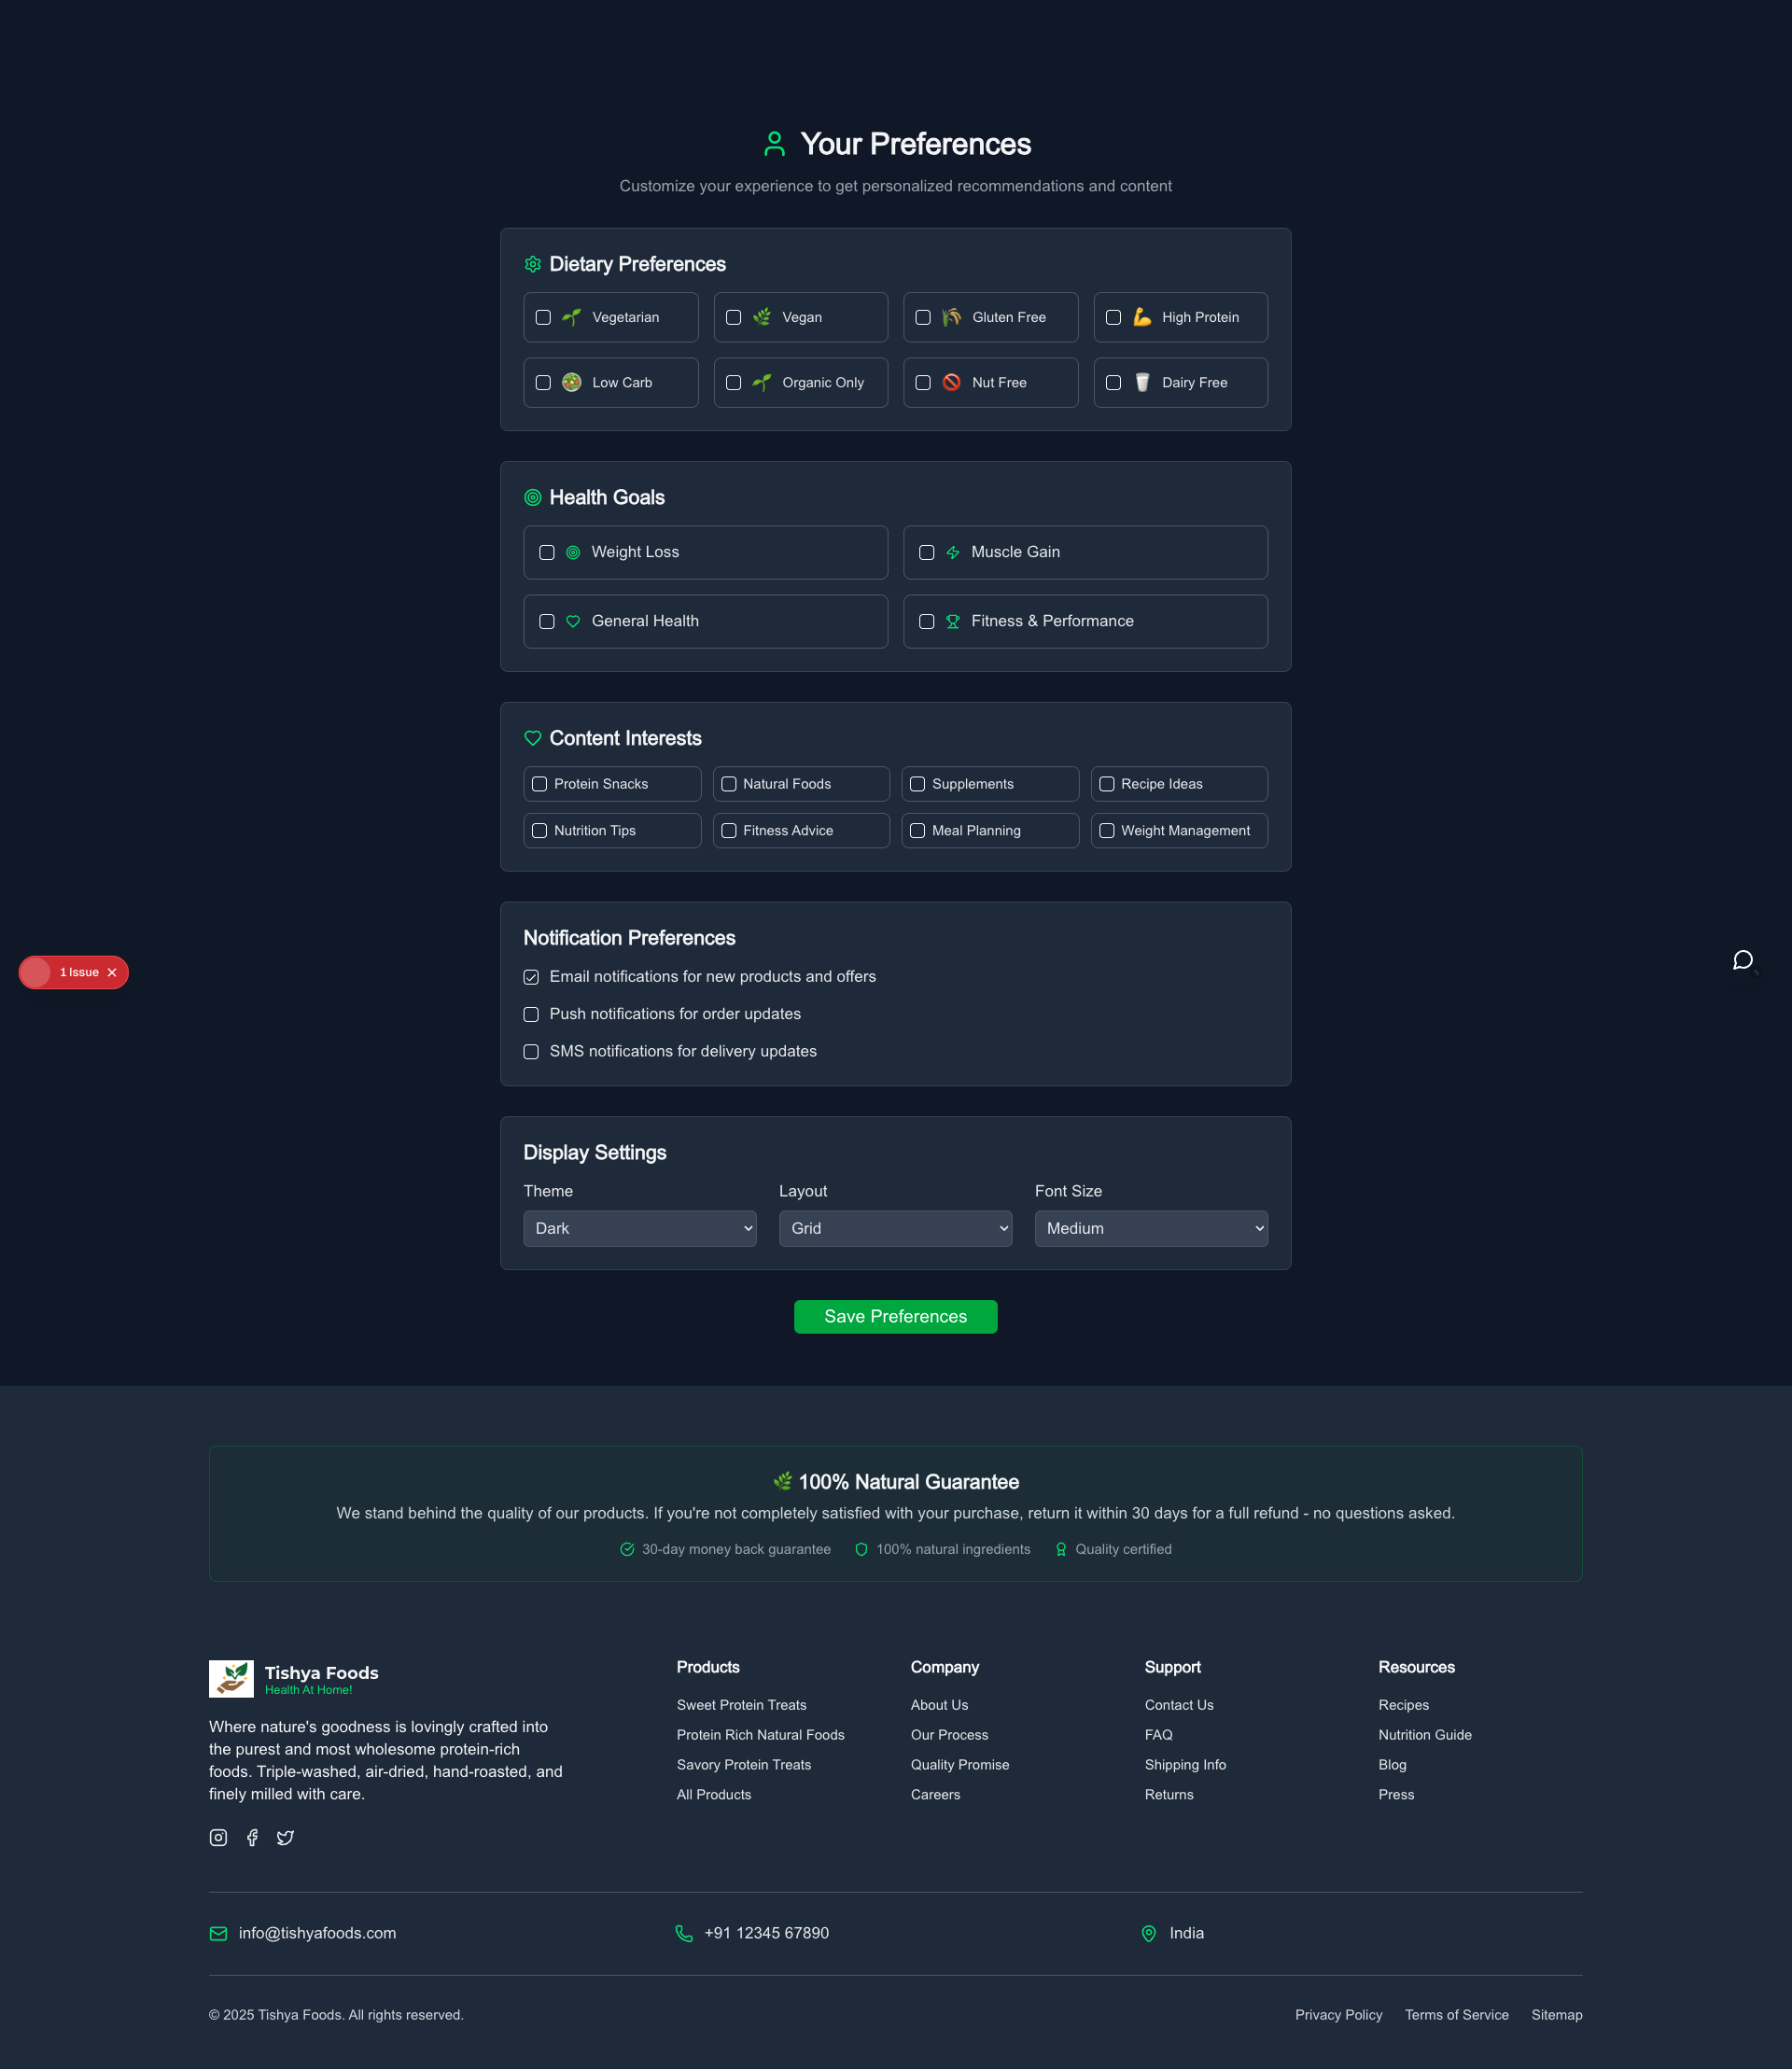 Your Preferences
Customize your experience to get personalized recommendations and content
Dietary Preferences
Vegetarian
Vegan
Gluten Free
High Protein
Low Carb
Organic Only
Nut Free
Dairy Free
Health Goals
Weight Loss
Muscle Gain
General Health
Fitness & Performance
Content Interests
Protein Snacks
Natural Foods
Supplements
Recipe Ideas
Nutrition Tips
Fitness Advice
Meal Planning
Weight Management
Notification Preferences
Email notifications for new products and offers
Push notifications for order updates
SMS notifications for delivery updates
1 Issue
Display Settings
Theme
Layout
Font Size
Dark
Grid
Medium
Save Preferences
100% Natural Guarantee
We stand behind the quality of our products. If you're not completely satisfied with your purchase, return it within 30 days for a full refund - no questions asked.
30-day money back guarantee
100% natural ingredients
Quality certified
Tishya Foods
Health At Home!
Where nature's goodness is lovingly crafted into
the purest and most wholesome protein-rich
foods. Triple-washed, air-dried, hand-roasted, and
finely milled with care.
Products
Sweet Protein Treats
Protein Rich Natural Foods
Savory Protein Treats
All Products
Company
About Us
Our Process
Quality Promise
Careers
Support
Contact Us
FAQ
Shipping Info
Returns
Resources
Recipes
Nutrition Guide
Blog
Press
info@tishyafoods.com
+91 12345 67890
India
© 2025 Tishya Foods. All rights reserved.
Privacy Policy
Terms of Service
Sitemap